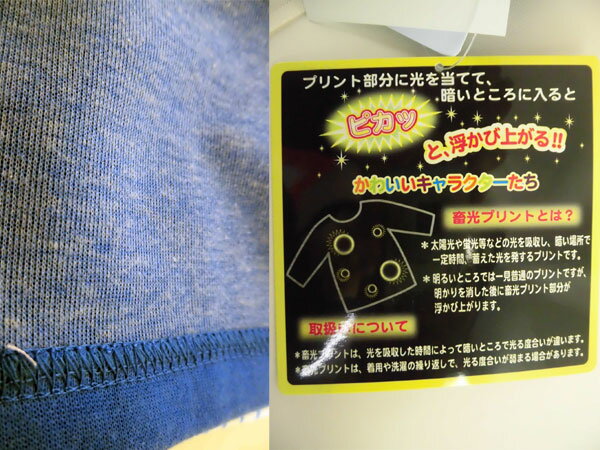 プリント部分に光を当てて、
暗いところに入ると
ピカッ
と、浮かび上がる!!
かわいいキャラクターたち
畜光プリントとは？
＊太陽光や蛍光等などの光を吸収し、暗い場所で
一定時間、蓄えた光を発するプリントです。
＊明るいところでは一見普通のプリントですが、
明かりを消した後に畜光プリント部分が
浮かび上がります。
取扱 について
＊畜光プリントは、光を吸収した時間によって暗いところで光る度合いが違います。
＊畜光プリントは、着用や洗濯の繰り返しで、光る度合いが弱まる場合があります。